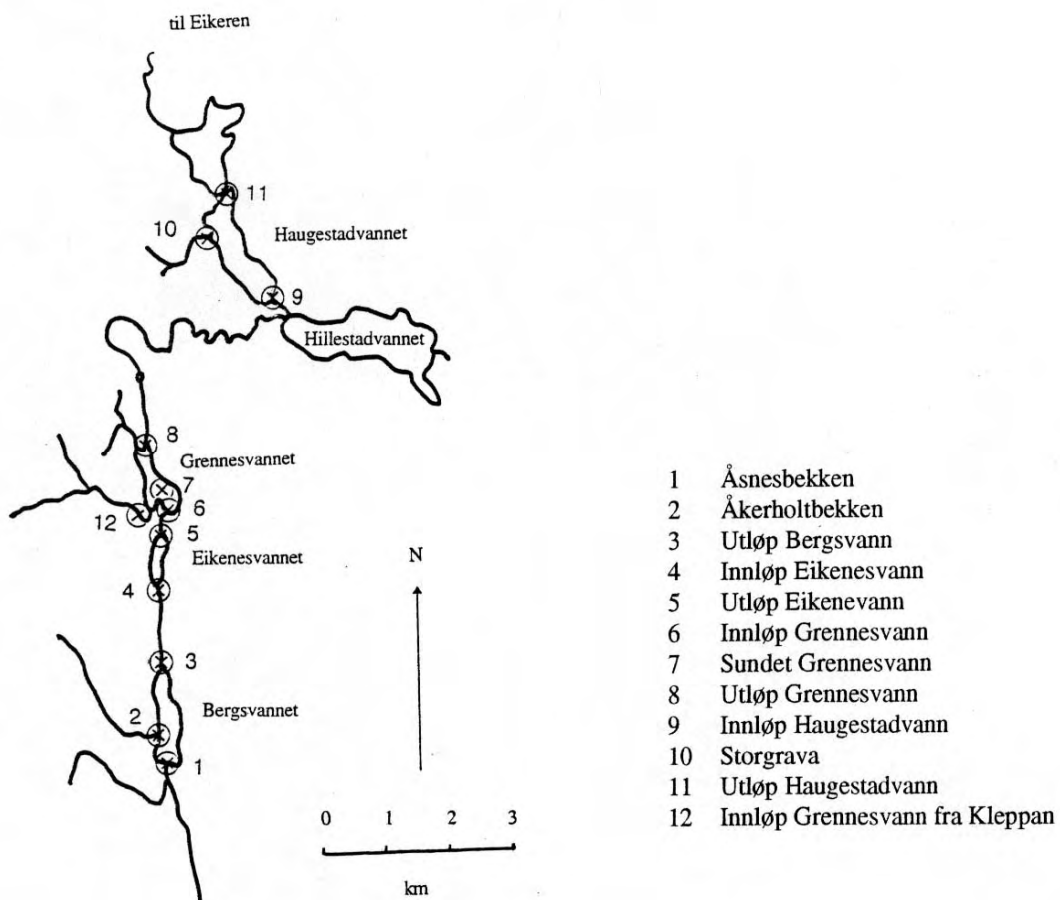 til Eikeren
11
10
Haugestadvannet
9
Hillestadvannet
8
Grennesvannet
7
6
12
5
Eikenesvannet
N
4
3
2
Bergsvannet
1
0 1 2 3
km
1 Åsnesbekken
2 Åkerholtbekken
3 Utløp Bergsvann
4 Innløp Eikenesvann
5 Utløp Eikenevann
6 Innløp Grennesvann
7 Sundet Grennesvann
8 Utløp Grennesvann
9 Innløp Haugestadvann
10 Storgrava
11 Utløp Haugestadvann
12 Innløp Grennesvann fra Kleppan